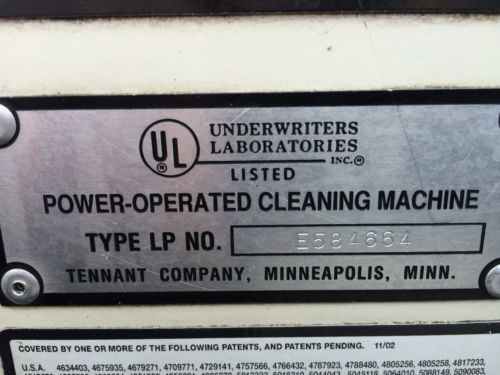 UL ®
UNDERWRITERS
LABORATORIES
INC.®
LISTED
POWER-OPERATED CLEANING MACHINE
TYPE LP NO. E584664
TENNANT COMPANY, MINNEAPOLIS, MINN.
COVERED BY ONE OR MORE OF THE FOLLOWING PATENTS, AND PATENTS PENDING. 11/02
U.S.A. 4634403, 4675935, 4679271, 4709771, 4729141, 4757566, 4766432, 4787923, 4788480, 4805256, 4805258, 4817233,